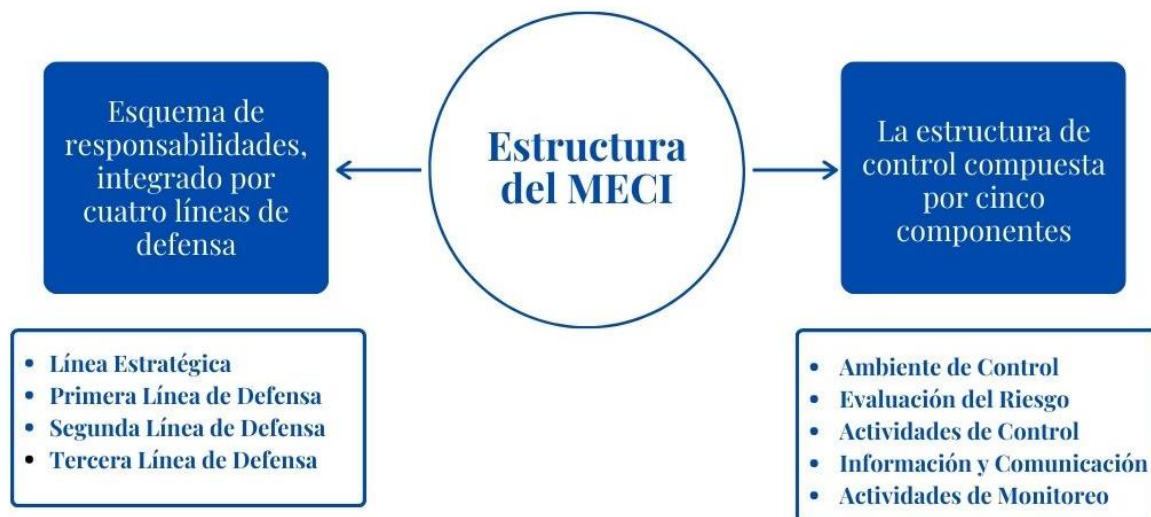 Esquema de
responsabilidades,
integrado por
cuatro líneas de
defensa
Estructura
del MECI
La estructura de
control compuesta
por cinco
componentes
• Línea Estratégica
• Primera Línea de Defensa
• Segunda Línea de Defensa
• Tercera Línea de Defensa
• Ambiente de Control
• Evaluación del Riesgo
• Actividades de Control
• Información y Comunicación
• Actividades de Monitoreo